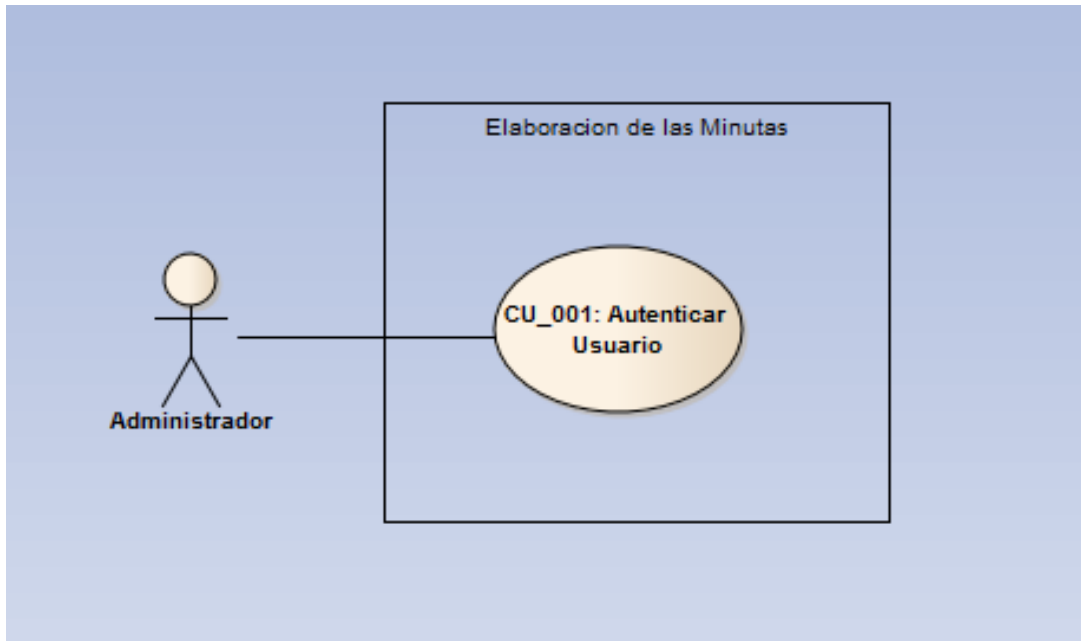 Elaboracion de las Minutas
CU_001: Autenticar
Usuario
Administrador